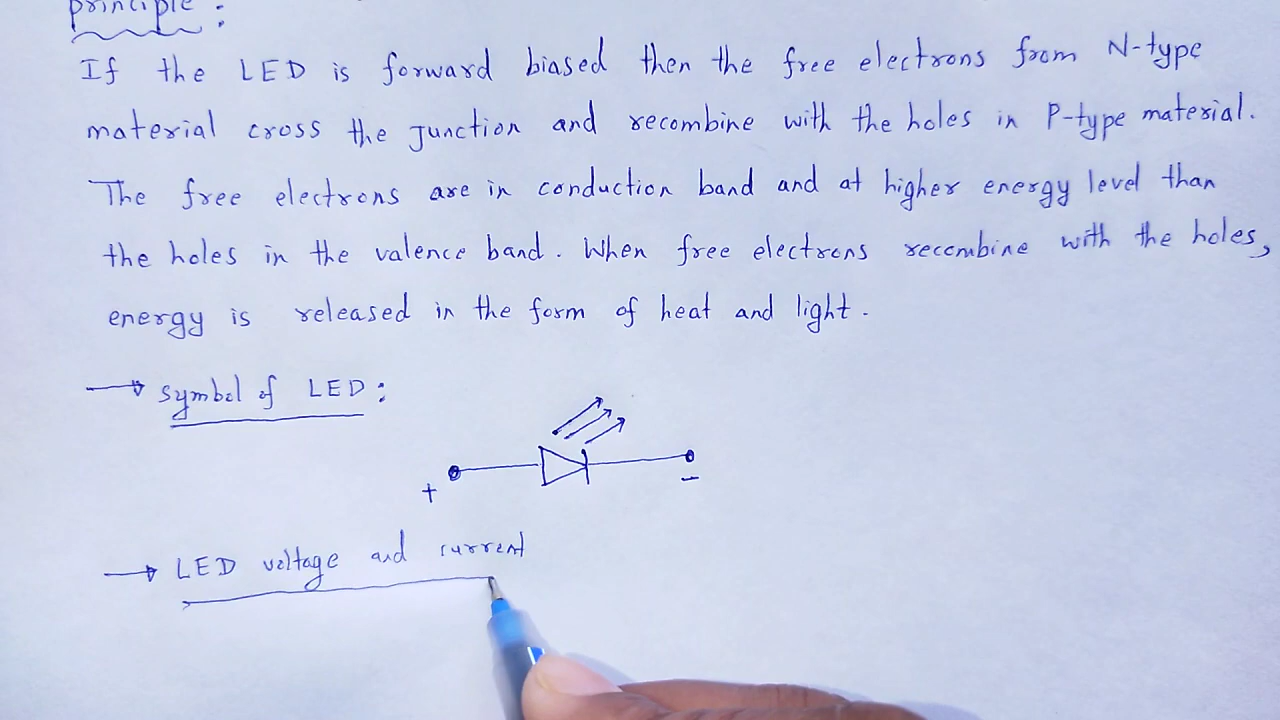 principle :
If the LED is forward biased then the free electrons from N-type
material cross the Junction and recombine with the holes in P-type material.
The free electrons are in conduction band and at higher energy level than
the holes in the valence band. When free electrons recombine with the holes,
energy is released in the form of heat and light.
→ Symbol of LED :
+ −
→ LED voltage and current